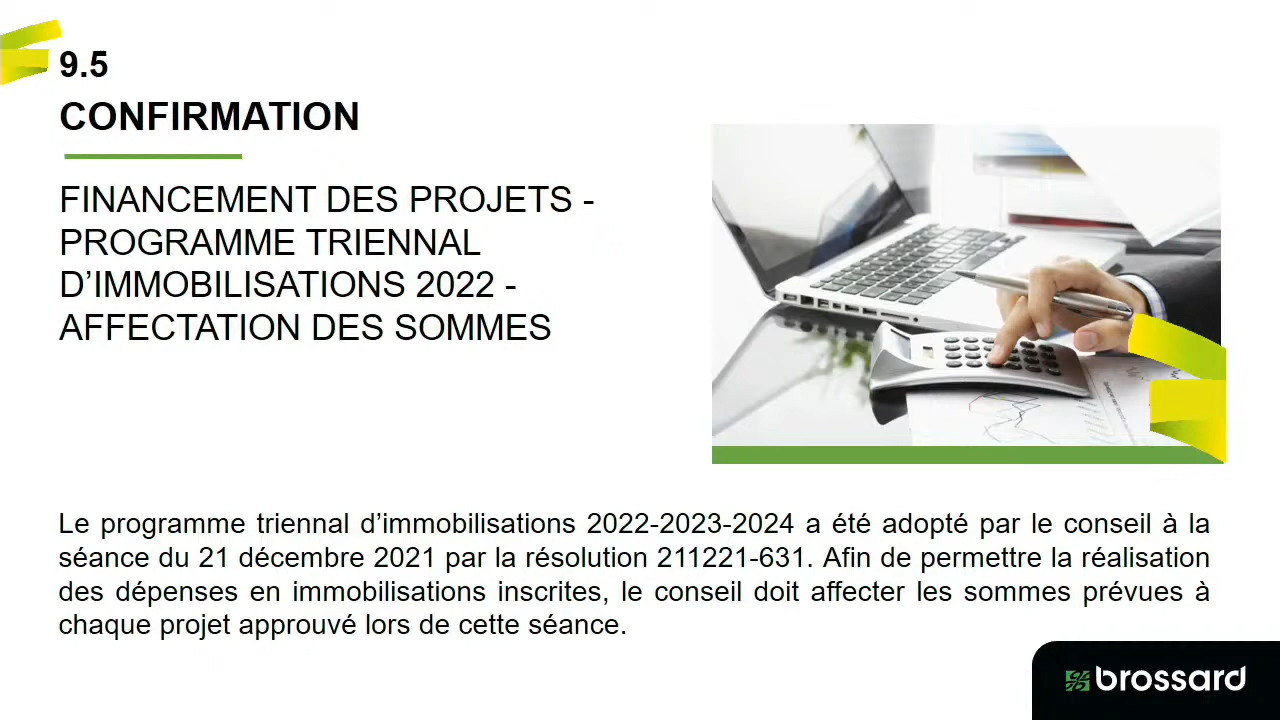 9.5
CONFIRMATION
FINANCEMENT DES PROJETS -
PROGRAMME TRIENNAL
D’IMMOBILISATIONS 2022 -
AFFECTATION DES SOMMES
Le programme triennal d’immobilisations 2022-2023-2024 a été adopté par le conseil à la
séance du 21 décembre 2021 par la résolution 211221-631. Afin de permettre la réalisation
des dépenses en immobilisations inscrites, le conseil doit affecter les sommes prévues à
chaque projet approuvé lors de cette séance.
brossard